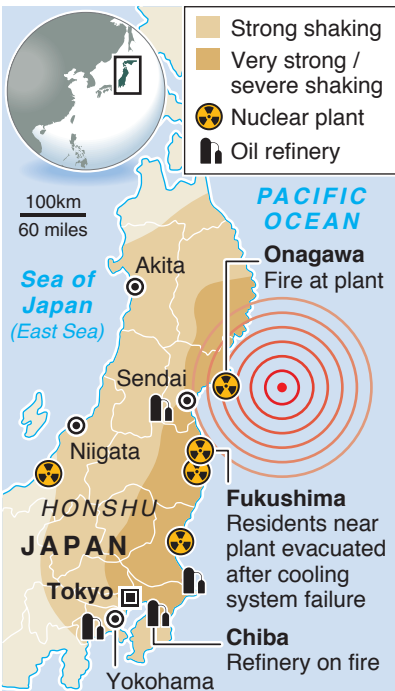 Strong shaking
Very strong /
severe shaking
Nuclear plant
Oil refinery
100km
60 miles
PACIFIC
OCEAN
Onagawa
Fire at plant
Akita
Sea of
Japan
(East Sea)
Sendai
Niigata
Fukushima
Residents near
plant evacuated
after cooling
system failure
HONSHU
JAPAN
Tokyo
Chiba
Refinery on fire
Yokohama